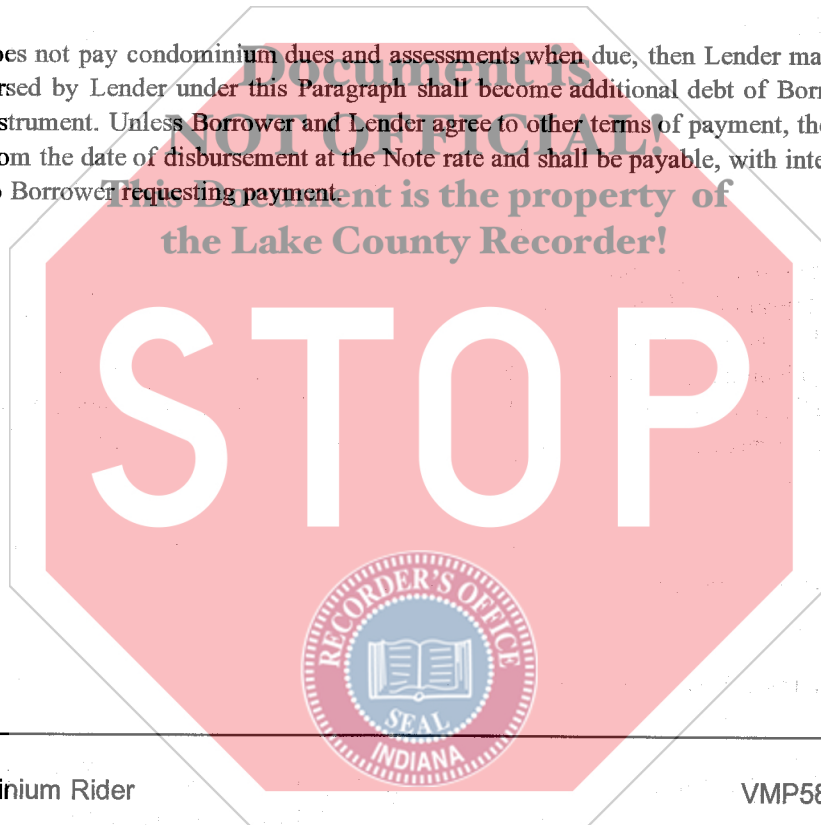 oes not pay condominium dues and assessments when due, then Lender ma
rsed by Lender under this Paragraph shall become additional debt of Borr
strument. Unless Borrower and Lender agree to other terms of payment, the
om the date of disbursement at the Note rate and shall be payable, with inte
o Borrower requesting payment.
Document is
NOT OFFICIAL!
This Document is the property of
the Lake County Recorder!
STOP
RECORDER'S OFFICE
SEAL
INDIANA
inium Rider
VMP58